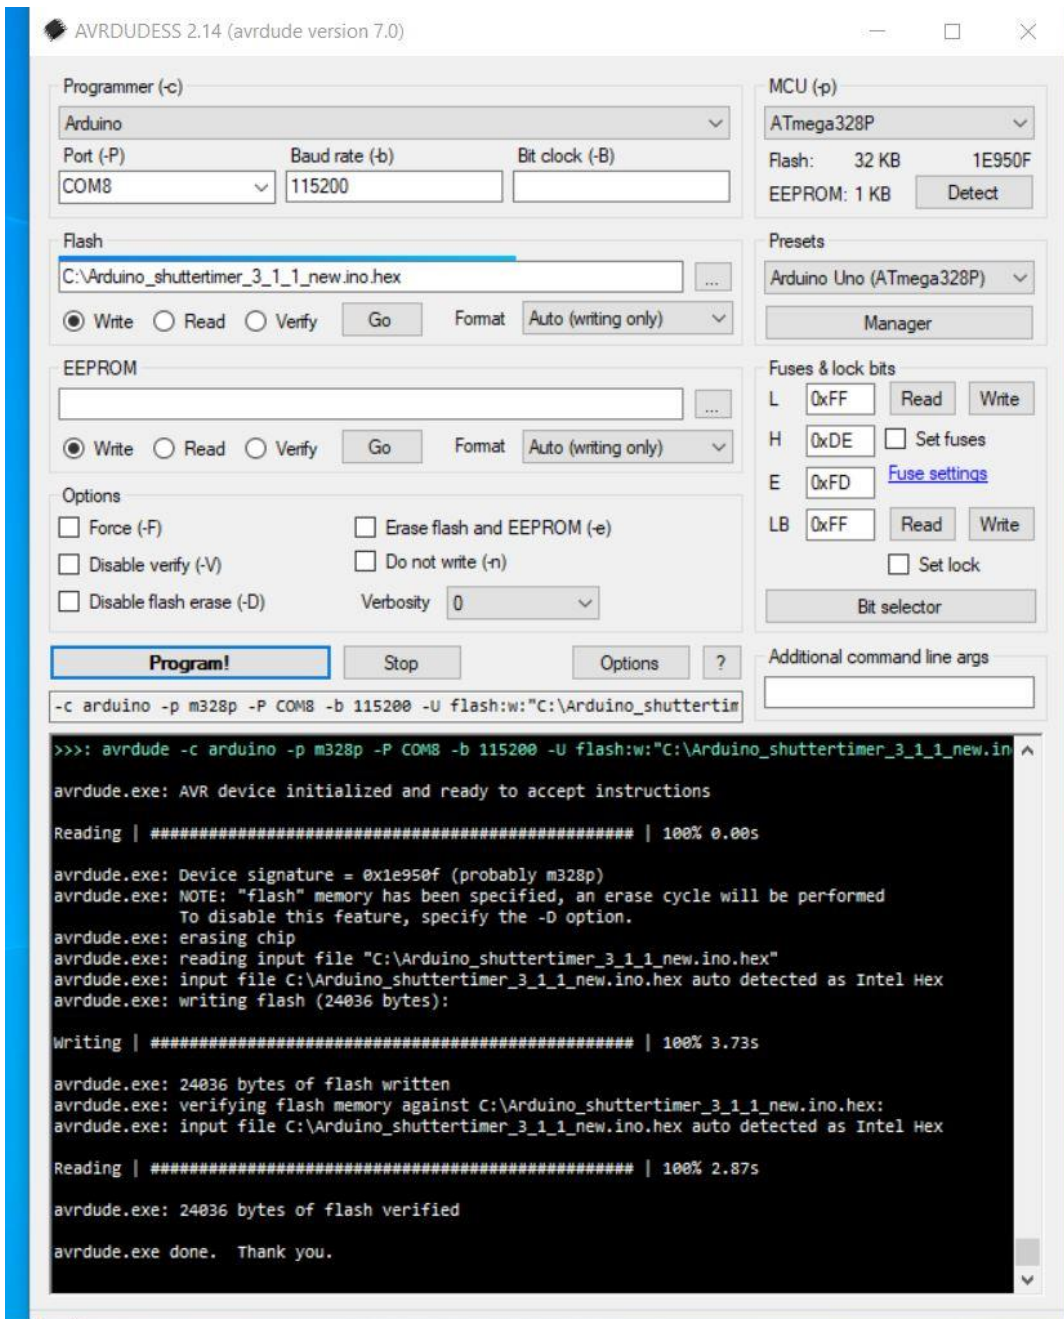 AVRDUDESS 2.14 (avrdude version 7.0)
Programmer (-c)
Arduino
Port (-P) Baud rate (-b) Bit clock (-B)
COM8 115200
MCU (-p)
ATmega328P
Flash: 32 KB 1E950F
EEPROM: 1 KB Detect
Flash
C:\Arduino_shuttertimer_3_1_1_new.ino.hex ...
Write Read Verify Go Format Auto (writing only)
Presets
Arduino Uno (ATmega328P)
Manager
EEPROM
...
Write Read Verify Go Format Auto (writing only)
Fuses & lock bits
L 0xFF Read Write
H 0xDE Set fuses
E 0xFD Fuse settings
LB 0xFF Read Write
Set lock
Bit selector
Options
Force (-F) Erase flash and EEPROM (-e)
Disable verify (-V) Do not write (-n)
Disable flash erase (-D) Verbosity 0
Program! Stop Options ?
Additional command line args
-c arduino -p m328p -P COM8 -b 115200 -U flash:w:"C:\Arduino_shuttertim
>>>: avrdude -c arduino -p m328p -P COM8 -b 115200 -U flash:w:"C:\Arduino_shuttertimer_3_1_1_new.in
avrdude.exe: AVR device initialized and ready to accept instructions
Reading | ################################################## | 100% 0.00s
avrdude.exe: Device signature = 0x1e950f (probably m328p)
avrdude.exe: NOTE: "flash" memory has been specified, an erase cycle will be performed
To disable this feature, specify the -D option.
avrdude.exe: erasing chip
avrdude.exe: reading input file "C:\Arduino_shuttertimer_3_1_1_new.ino.hex"
avrdude.exe: input file C:\Arduino_shuttertimer_3_1_1_new.ino.hex auto detected as Intel Hex
avrdude.exe: writing flash (24036 bytes):
Writing | ################################################## | 100% 3.73s
avrdude.exe: 24036 bytes of flash written
avrdude.exe: verifying flash memory against C:\Arduino_shuttertimer_3_1_1_new.ino.hex:
avrdude.exe: input file C:\Arduino_shuttertimer_3_1_1_new.ino.hex auto detected as Intel Hex
Reading | ################################################## | 100% 2.87s
avrdude.exe: 24036 bytes of flash verified
avrdude.exe done.  Thank you.